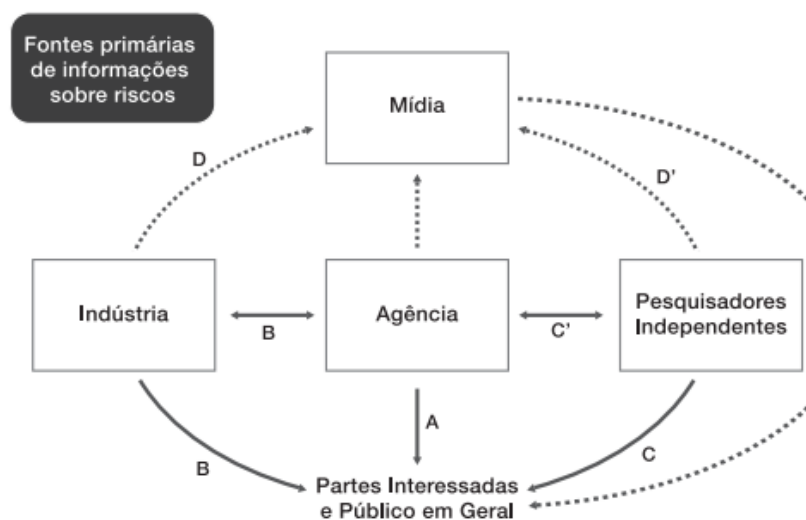 Fontes primárias
de informações
sobre riscos
Mídia
D
D'
Indústria
B
Agência
C'
Pesquisadores
Independentes
B
A
C
Partes Interessadas
e Público em Geral